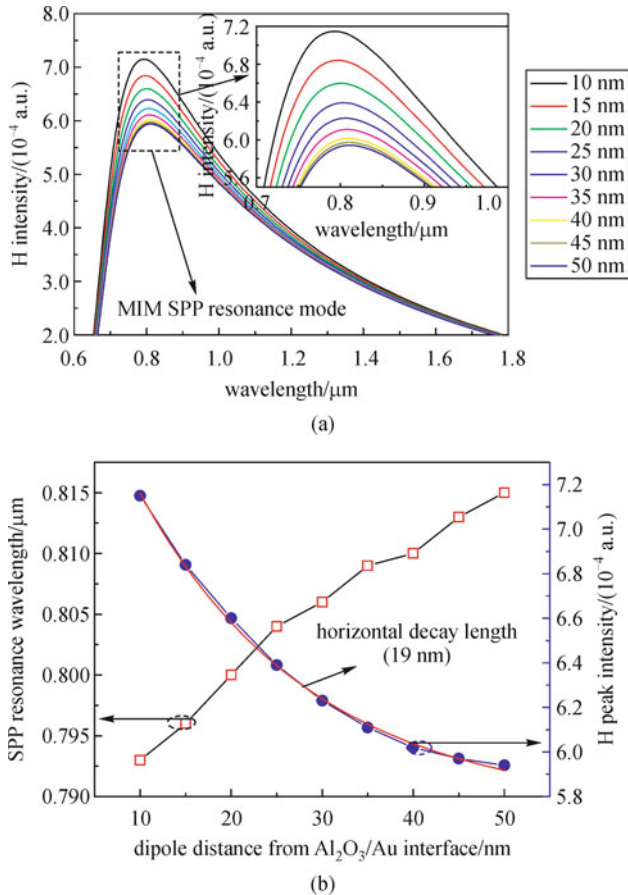 (a)
H intensity/(10⁻⁴ a.u.)
8.0
7.0
6.0
5.0
4.0
3.0
2.0
0.6 0.8 1.0 1.2 1.4 1.6 1.8
wavelength/μm
MIM SPP resonance mode
H intensity/(10⁻⁴ a.u.)
7.2
6.8
6.4
6.0
5.6
0.7 0.8 0.9 1.0
wavelength/μm
10 nm
15 nm
20 nm
25 nm
30 nm
35 nm
40 nm
45 nm
50 nm
(a)
SPP resonance wavelength/μm
0.815
0.810
0.805
0.800
0.795
0.790
horizontal decay length
(19 nm)
7.2
7.0
6.8
6.6
6.4
6.2
6.0
5.8
H peak intensity/(10⁻⁴ a.u.)
10 20 30 40 50
dipole distance from Al₂O₃/Au interface/nm
(b)